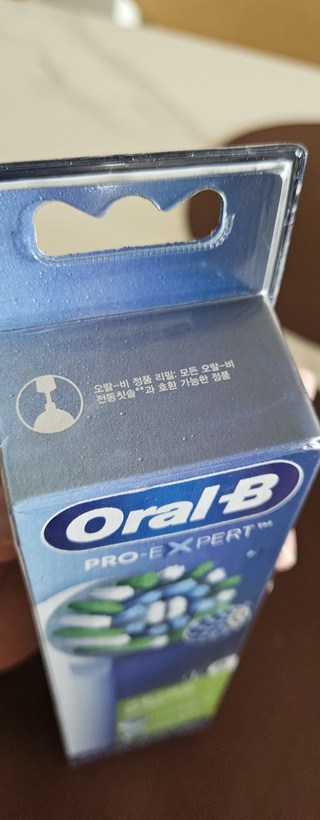 오랄-비 정품 리필: 모든 오랄-비
전동칫솔**과 호환 가능한 정품
Oral-B
PRO-EXPERT™